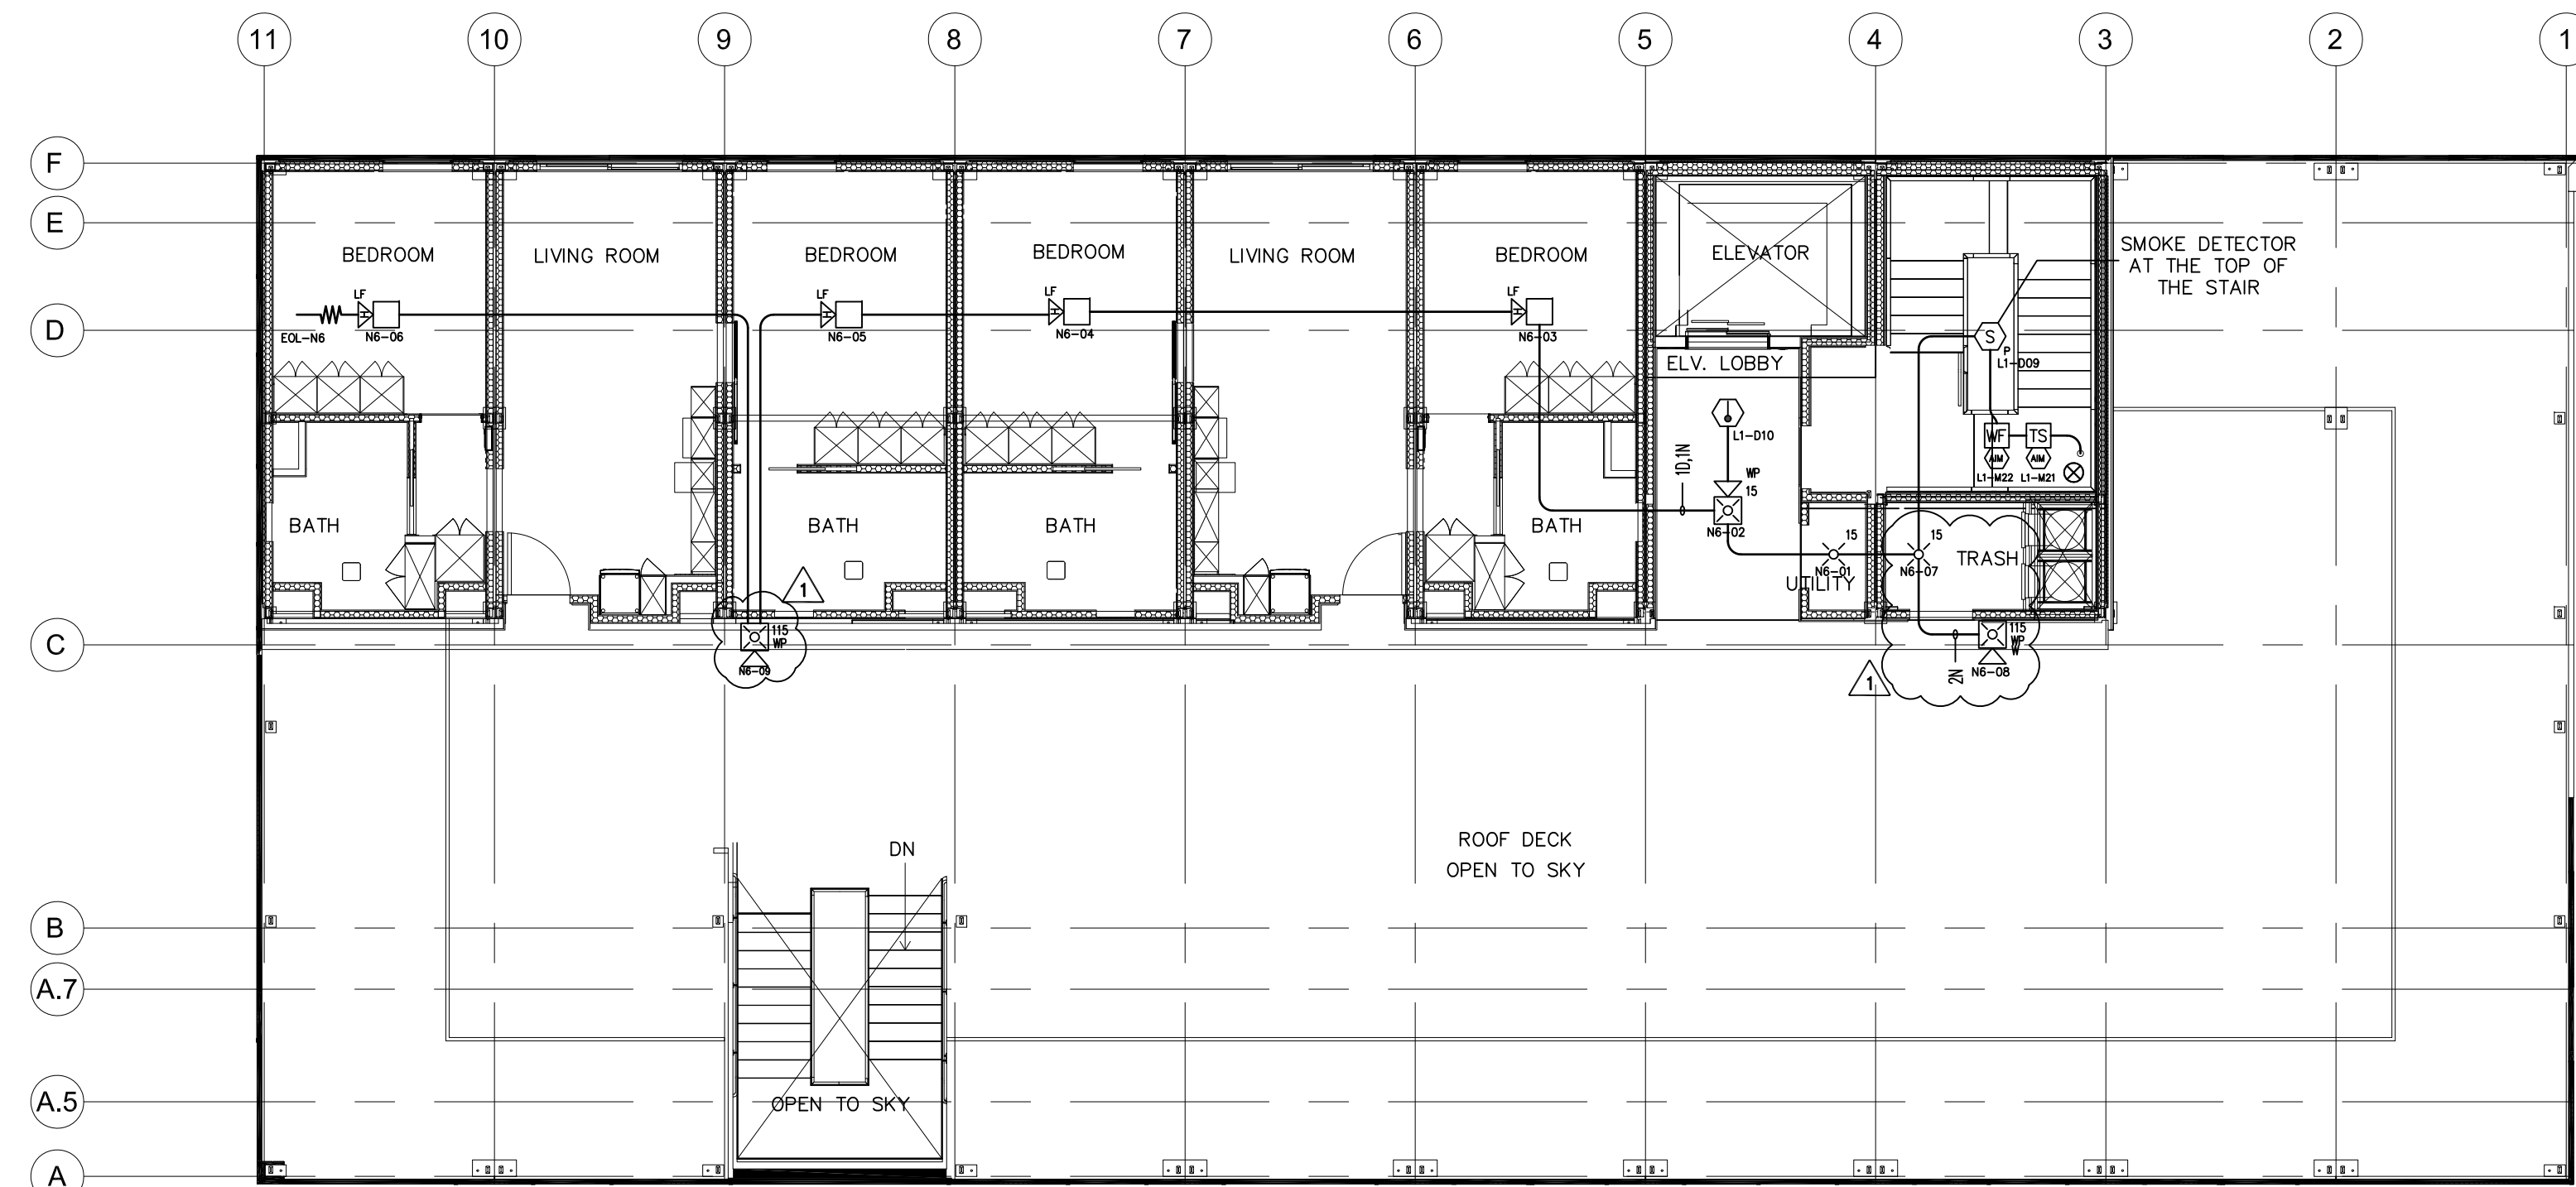 11
10
9
8
7
6
5
4
3
2
1
F
E
D
C
B
A.7
A.5
A
BEDROOM
LIVING ROOM
BEDROOM
BEDROOM
LIVING ROOM
BEDROOM
ELEVATOR
SMOKE DETECTOR
AT THE TOP OF
THE STAIR
LF
LF
LF
LF
H
H
H
H
EOL-N6
N6-06
N6-05
N6-04
N6-03
S
P
L1-D09
ELV. LOBBY
L1-D10
WF
TS
AIM
AIM
L1-M22
L1-M21
1D,1N
WP
15
N6-02
BATH
BATH
BATH
BATH
15
N6-01
UTILITY
15
N6-07
TRASH
1
115
WP
N6-09
115
WP
W
N6-08
2N
1
ROOF DECK
OPEN TO SKY
DN
OPEN TO SKY